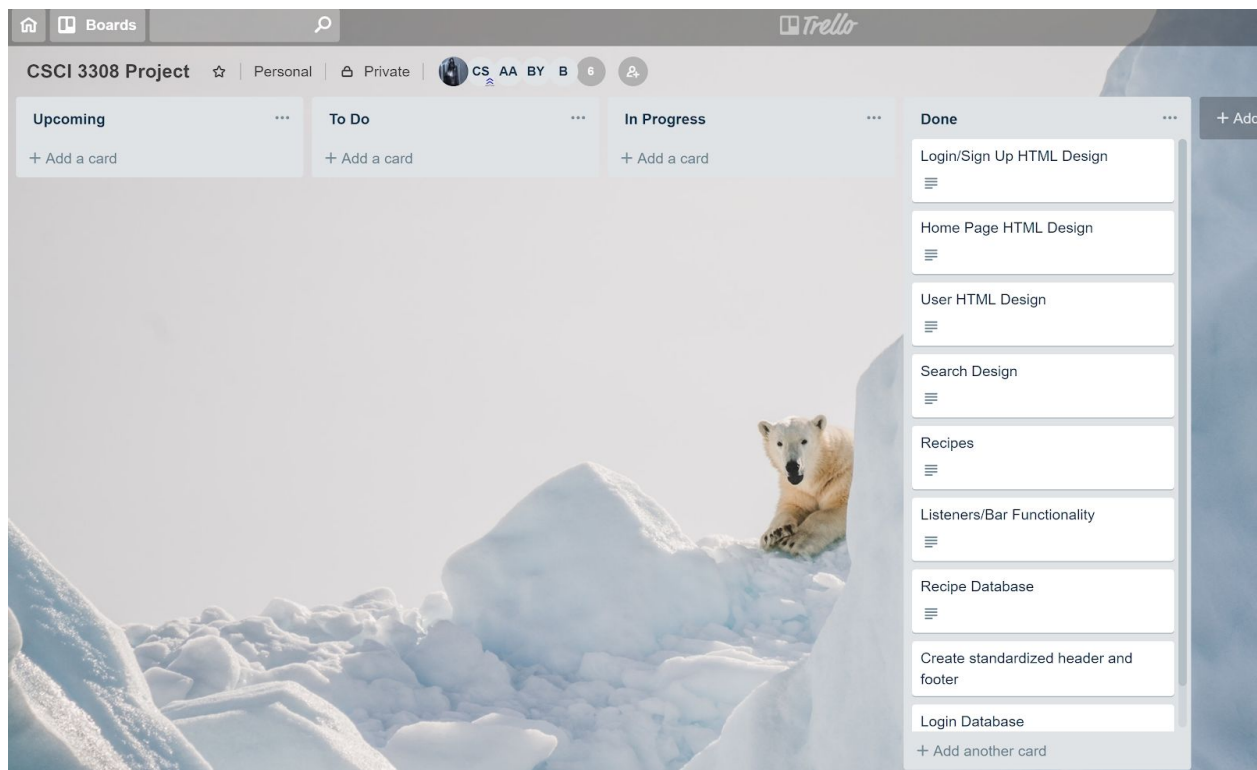 Boards
Trello
CSCI 3308 Project Personal Private CS AA BY B 6
Upcoming
+ Add a card
To Do
+ Add a card
In Progress
+ Add a card
Done
Login/Sign Up HTML Design
Home Page HTML Design
User HTML Design
Search Design
Recipes
Listeners/Bar Functionality
Recipe Database
Create standardized header and
footer
Login Database
+ Add another card
+ Add